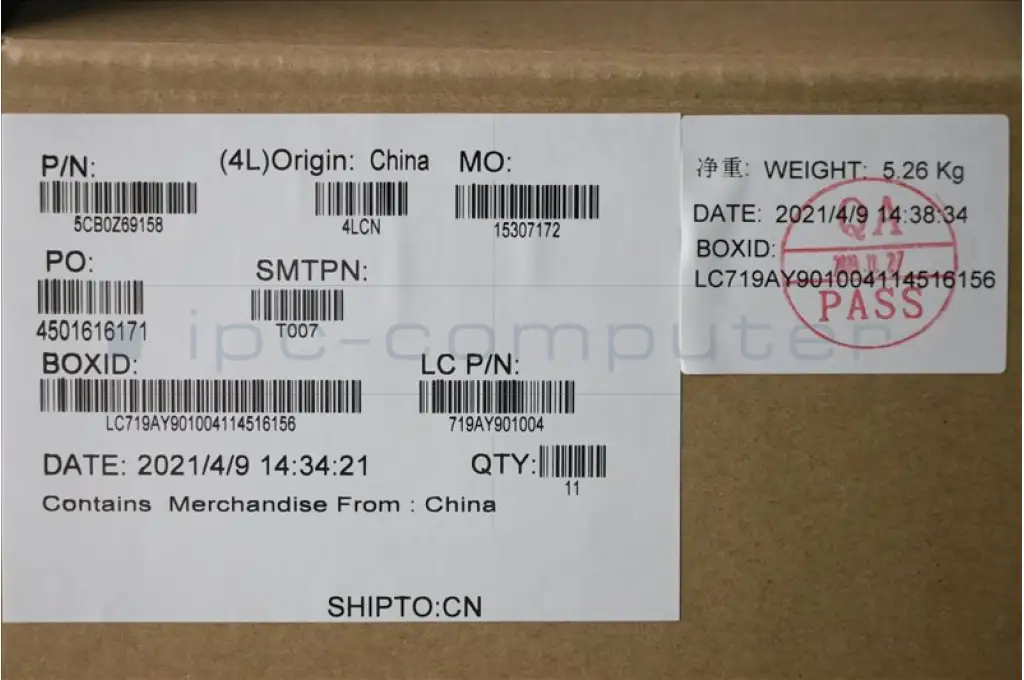 P/N:
5CB0Z69158
(4L)Origin: China
4LCN
MO:
15307172
PO:
4501616171
SMTPN:
T007
BOXID:
LC719AY901004114516156
LC P/N:
719AY901004
DATE: 2021/4/9 14:34:21
QTY:
11
Contains Merchandise From : China
SHIPTO:CN
净重: WEIGHT: 5.26 Kg
DATE: 2021/4/9 14:38:34
BOXID:
LC719AY901004114516156
QA
PASS
ipc-computer